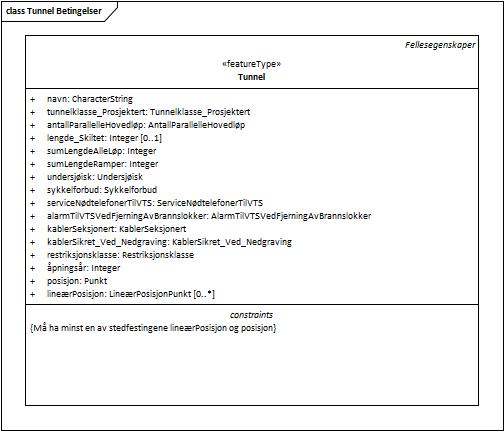 class Tunnel Betingelser
Fellesegenskaper
«featureType»
Tunnel
+ navn: CharacterString
+ tunnelklasse_Prosjektert: Tunnelklasse_Prosjektert
+ antallParallelleHovedløp: AntallParallelleHovedløp
+ lengde_Skiltet: Integer [0..1]
+ sumLengdeAlleLøp: Integer
+ sumLengdeRamper: Integer
+ undersjøisk: Undersjøisk
+ sykkelforbud: Sykkelforbud
+ serviceNødtelefonerTilVTS: ServiceNødtelefonerTilVTS
+ alarmTilVTSVedFjerningAvBrannslokker: AlarmTilVTSVedFjerningAvBrannslokker
+ kablerSeksjonert: KablerSeksjonert
+ kablerSikret_Ved_Nedgraving: KablerSikret_Ved_Nedgraving
+ restriksjonsklasse: Restriksjonsklasse
+ åpningsår: Integer
+ posisjon: Punkt
+ lineærPosisjon: LineærPosisjonPunkt [0..*]
constraints
{Må ha minst en av stedfestingene lineærPosisjon og posisjon}